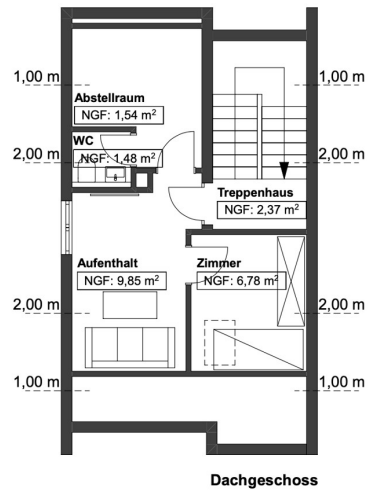 1,00 m
1,00 m
Abstellraum
NGF: 1,54 m²
WC
2,00 m
NGF: 1,48 m²
2,00 m
Treppenhaus
NGF: 2,37 m²
Aufenthalt
NGF: 9,85 m²
Zimmer
NGF: 6,78 m²
2,00 m
2,00 m
1,00 m
1,00 m
Dachgeschoss